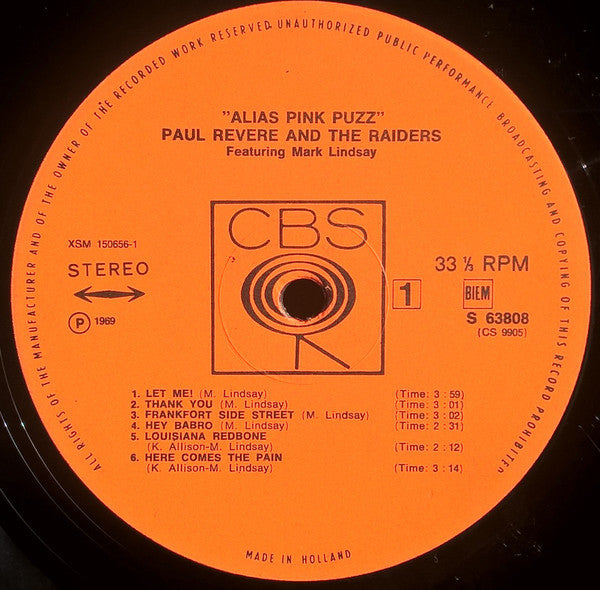 ALL RIGHTS OF THE MANUFACTURER AND OF THE OWNER OF THE RECORDED WORK RESERVED. UNAUTHORIZED PUBLIC PERFORMANCE BROADCASTING AND COPYING OF THIS RECORD PROHIBITED
"ALIAS PINK PUZZ"
PAUL REVERE AND THE RAIDERS
Featuring Mark Lindsay
CBS
XSM 150656-1
STEREO
33 ⅓ RPM
1
BIEM
Ⓟ 1969
S 63808
(CS 9905)
1. LET ME! (M. Lindsay) (Time: 3 : 59)
2. THANK YOU (M. Lindsay) (Time: 3 : 01)
3. FRANKFORT SIDE STREET (M. Lindsay) (Time: 3 : 02)
4. HEY BABRO (M. Lindsay) (Time: 2 : 31)
5. LOUISIANA REDBONE
(K. Allison-M. Lindsay) (Time: 2 : 12)
6. HERE COMES THE PAIN
(K. Allison-M. Lindsay) (Time: 3 : 14)
MADE IN HOLLAND